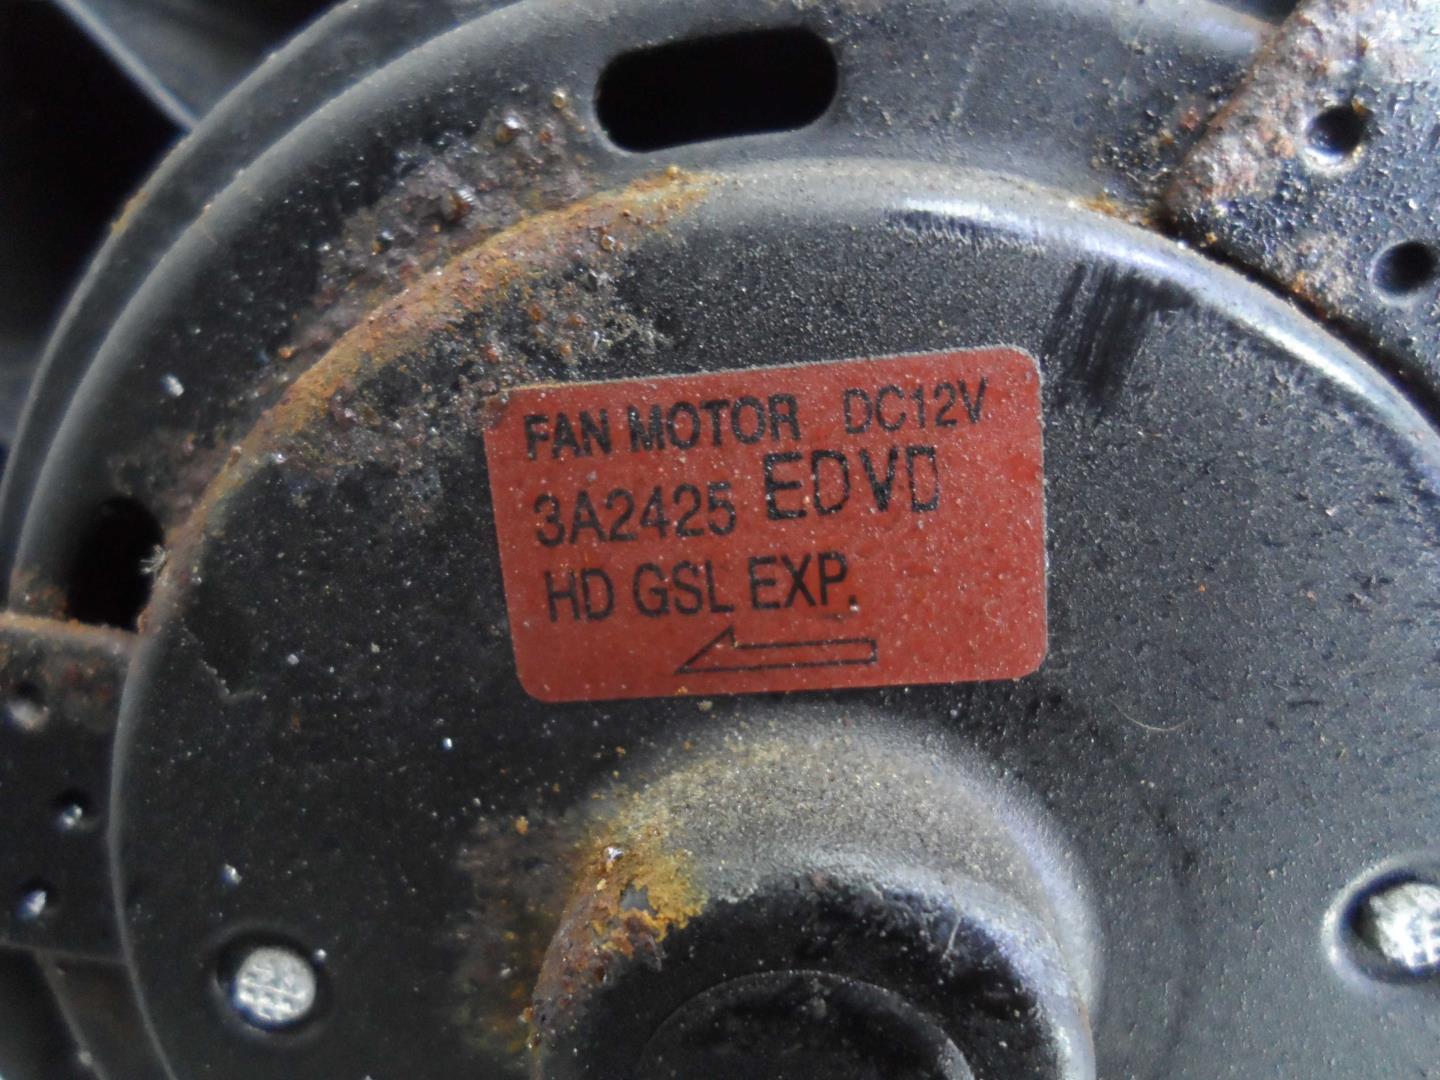 FAN MOTOR DC12V
3A2425 EDVD
HD GSL EXP.